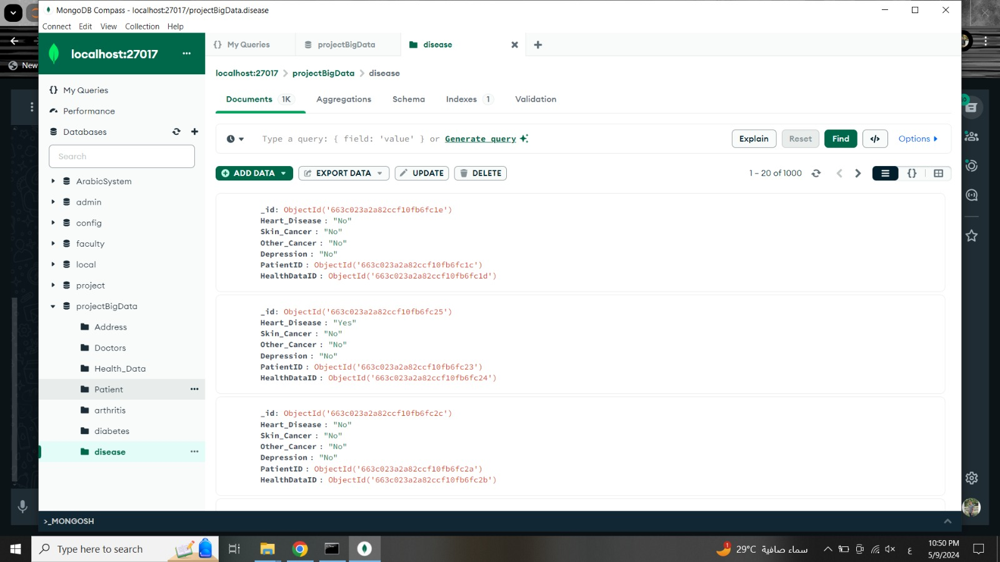 MongoDB Compass - localhost:27017/projectBigData.disease
Connect Edit View Collection Help
New
localhost:27017
My Queries
Performance
Databases
Search
ArabicSystem
admin
config
faculty
local
project
projectBigData
Address
Doctors
Health_Data
Patient
arthritis
diabetes
disease
{} My Queries
projectBigData
disease
localhost:27017 > projectBigData > disease
Documents 1K Aggregations Schema Indexes 1 Validation
Type a query: { field: 'value' } or Generate query
Explain Reset Find </> Options
ADD DATA EXPORT DATA UPDATE DELETE
1 – 20 of 1000
_id: ObjectId('663c023a2a82ccf10fb6fc1e')
Heart_Disease : "No"
Skin_Cancer : "No"
Other_Cancer : "No"
Depression : "No"
PatientID : ObjectId('663c023a2a82ccf10fb6fc1c')
HealthDataID : ObjectId('663c023a2a82ccf10fb6fc1d')
_id: ObjectId('663c023a2a82ccf10fb6fc25')
Heart_Disease : "Yes"
Skin_Cancer : "No"
Other_Cancer : "No"
Depression : "No"
PatientID : ObjectId('663c023a2a82ccf10fb6fc23')
HealthDataID : ObjectId('663c023a2a82ccf10fb6fc24')
_id: ObjectId('663c023a2a82ccf10fb6fc2c')
Heart_Disease : "No"
Skin_Cancer : "No"
Other_Cancer : "No"
Depression : "No"
PatientID : ObjectId('663c023a2a82ccf10fb6fc2a')
HealthDataID : ObjectId('663c023a2a82ccf10fb6fc2b')
>_MONGOSH
Type here to search
1
29°C سماء صافية
ع
10:50 PM
5/9/2024